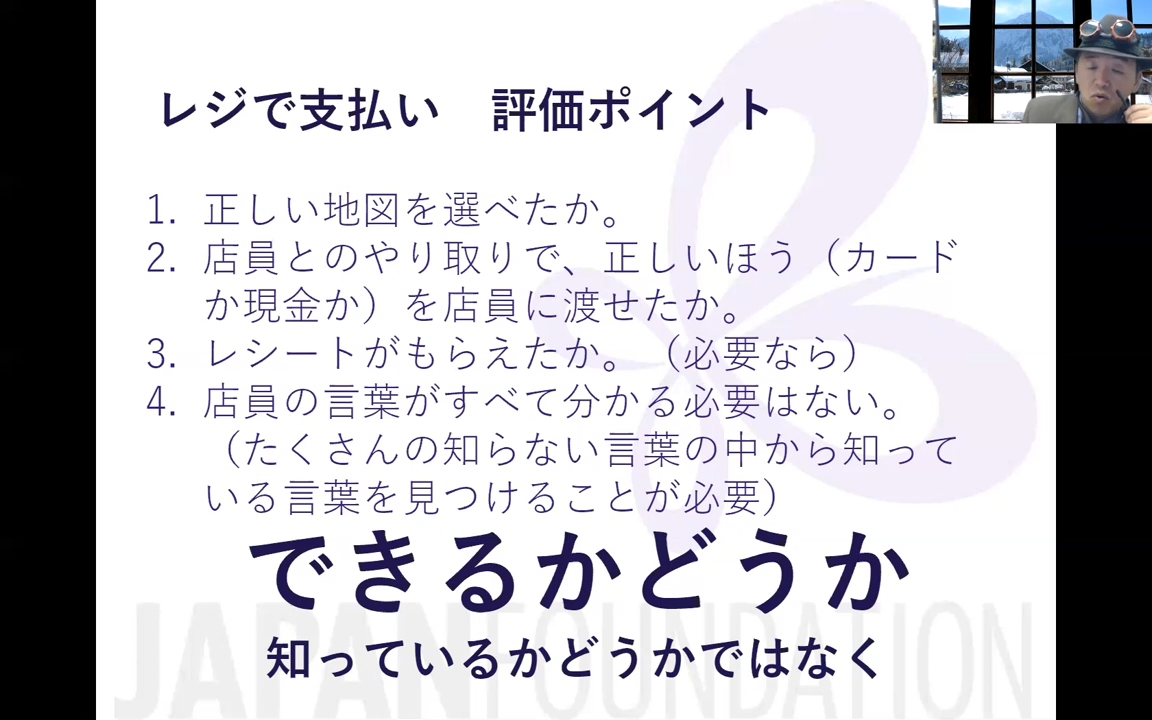 レジで支払い　評価ポイント
1. 正しい地図を選べたか。
2. 店員とのやり取りで、正しいほう（カード
か現金か）を店員に渡せたか。
3. レシートがもらえたか。（必要なら）
4. 店員の言葉がすべて分かる必要はない。
（たくさんの知らない言葉の中から知って
いる言葉を見つけることが必要）
できるかどうか
知っているかどうかではなく
JAPANFOUNDATION